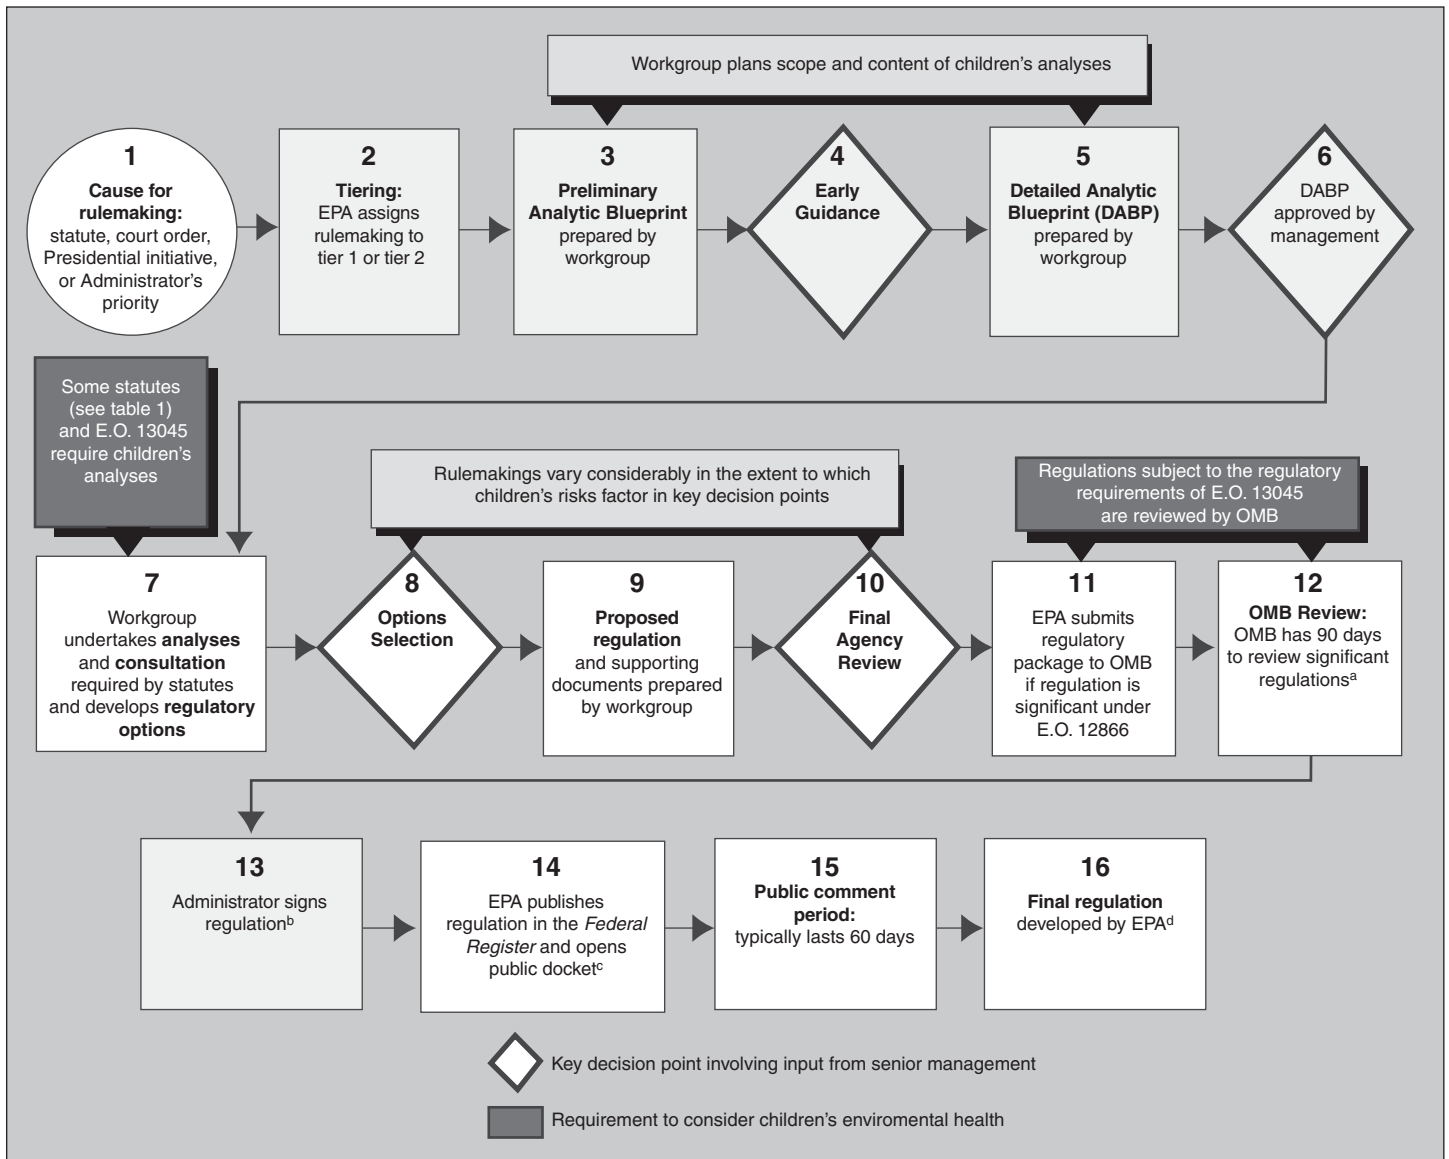 Workgroup plans scope and content of children's analyses
1
Cause for
rulemaking:
statute, court order,
Presidential initiative,
or Administrator's
priority
2
Tiering:
EPA assigns
rulemaking to
tier 1 or tier 2
3
Preliminary
Analytic Blueprint
prepared by
workgroup
4
Early
Guidance
5
Detailed Analytic
Blueprint (DABP)
prepared by
workgroup
6
DABP
approved by
management
Some statutes
(see table 1)
and E.O. 13045
require children's
analyses
Rulemakings vary considerably in the extent to which
children's risks factor in key decision points
Regulations subject to the regulatory
requirements of E.O. 13045
are reviewed by OMB
7
Workgroup
undertakes analyses
and consultation
required by statutes
and develops regulatory
options
8
Options
Selection
9
Proposed
regulation
and supporting
documents prepared
by workgroup
10
Final
Agency
Review
11
EPA submits
regulatory
package to OMB
if regulation is
significant under
E.O. 12866
12
OMB Review:
OMB has 90 days
to review significant
regulationsᵃ
13
Administrator signs
regulationᵇ
14
EPA publishes
regulation in the Federal
Register and opens
public docketᶜ
15
Public comment
period:
typically lasts 60 days
16
Final regulation
developed by EPAᵈ
Key decision point involving input from senior management
Requirement to consider children's enviromental health